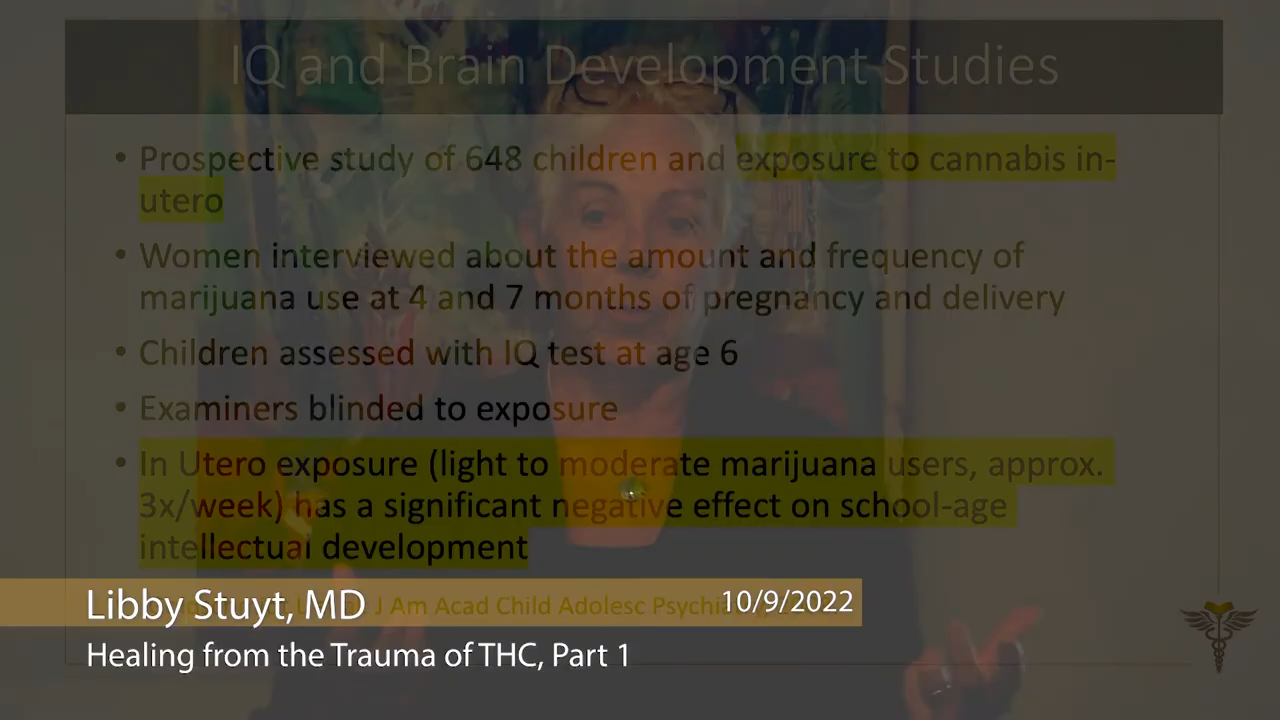 IQ and Brain Development Studies
• Prospective study of 648 children and exposure to cannabis in-
utero
• Women interviewed about the amount and frequency of
marijuana use at 4 and 7 months of pregnancy and delivery
• Children assessed with IQ test at age 6
• Examiners blinded to exposure
• In Utero exposure (light to moderate marijuana users, approx.
3x/week) has a significant negative effect on school-age
intellectual development
J Am Acad Child Adolesc
Libby Stuyt, MD
10/9/2022
Healing from the Trauma of THC, Part 1